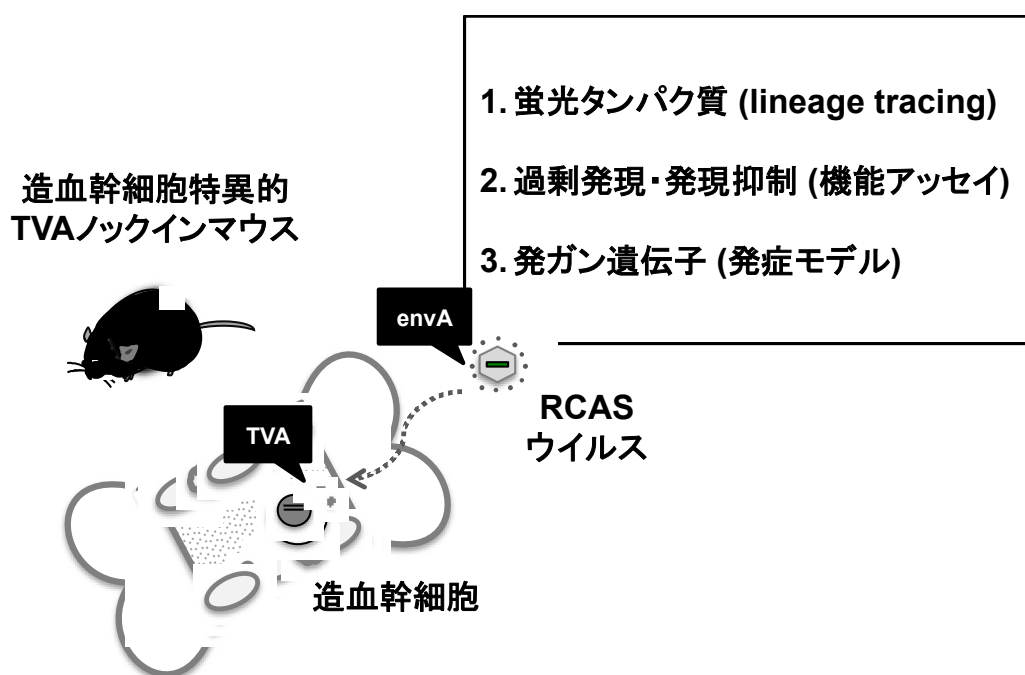 1. 蛍光タンパク質 (lineage tracing)
2. 過剰発現・発現抑制 (機能アッセイ)
3. 発ガン遺伝子 (発症モデル)
造血幹細胞特異的
TVAノックインマウス
envA
RCAS
ウイルス
TVA
造血幹細胞